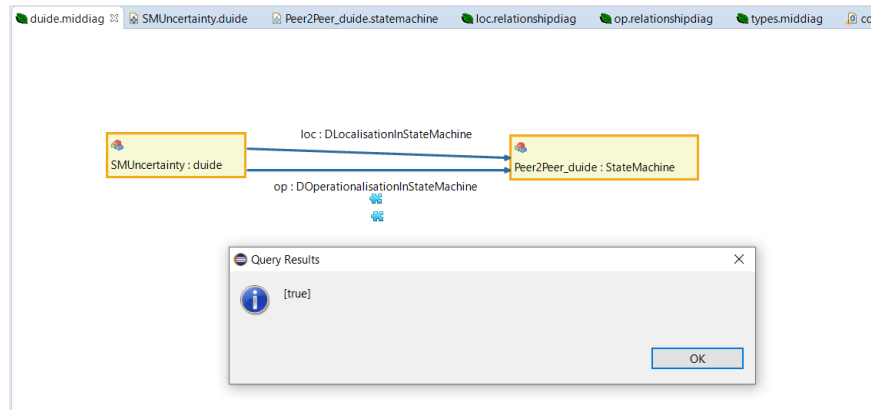 duide.middiag
SMUncertainty.duide
Peer2Peer_duide.statemachine
loc.relationshipdiag
op.relationshipdiag
types.middiag
co
loc : DLocalisationInStateMachine
SMUncertainty : duide
Peer2Peer_duide : StateMachine
op : DOperationalisationInStateMachine
Query Results
[true]
OK